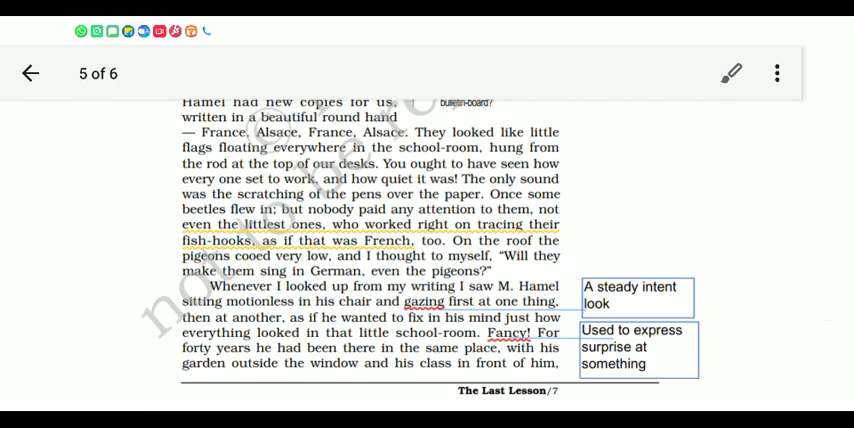 5 of 6
Hamel had new copies for us,
bulletin-board?
written in a beautiful round hand
— France, Alsace, France, Alsace. They looked like little
flags floating everywhere in the school-room, hung from
the rod at the top of our desks. You ought to have seen how
every one set to work, and how quiet it was! The only sound
was the scratching of the pens over the paper. Once some
beetles flew in; but nobody paid any attention to them, not
even the littlest ones, who worked right on tracing their
fish-hooks, as if that was French, too. On the roof the
pigeons cooed very low, and I thought to myself, “Will they
make them sing in German, even the pigeons?”
Whenever I looked up from my writing I saw M. Hamel
sitting motionless in his chair and gazing first at one thing,
then at another, as if he wanted to fix in his mind just how
everything looked in that little school-room. Fancy! For
forty years he had been there in the same place, with his
garden outside the window and his class in front of him,
A steady intent
look
Used to express
surprise at
something
The Last Lesson/7
not to be re